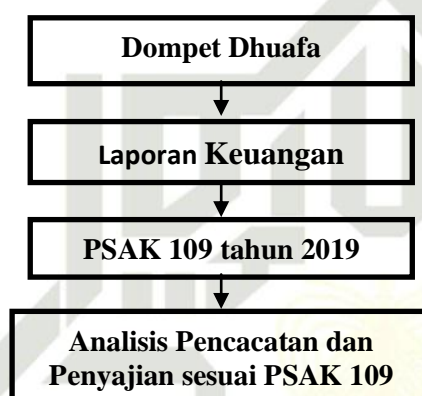 Dompet Dhuafa
Laporan Keuangan
PSAK 109 tahun 2019
Analisis Pencacatan dan
Penyajian sesuai PSAK 109